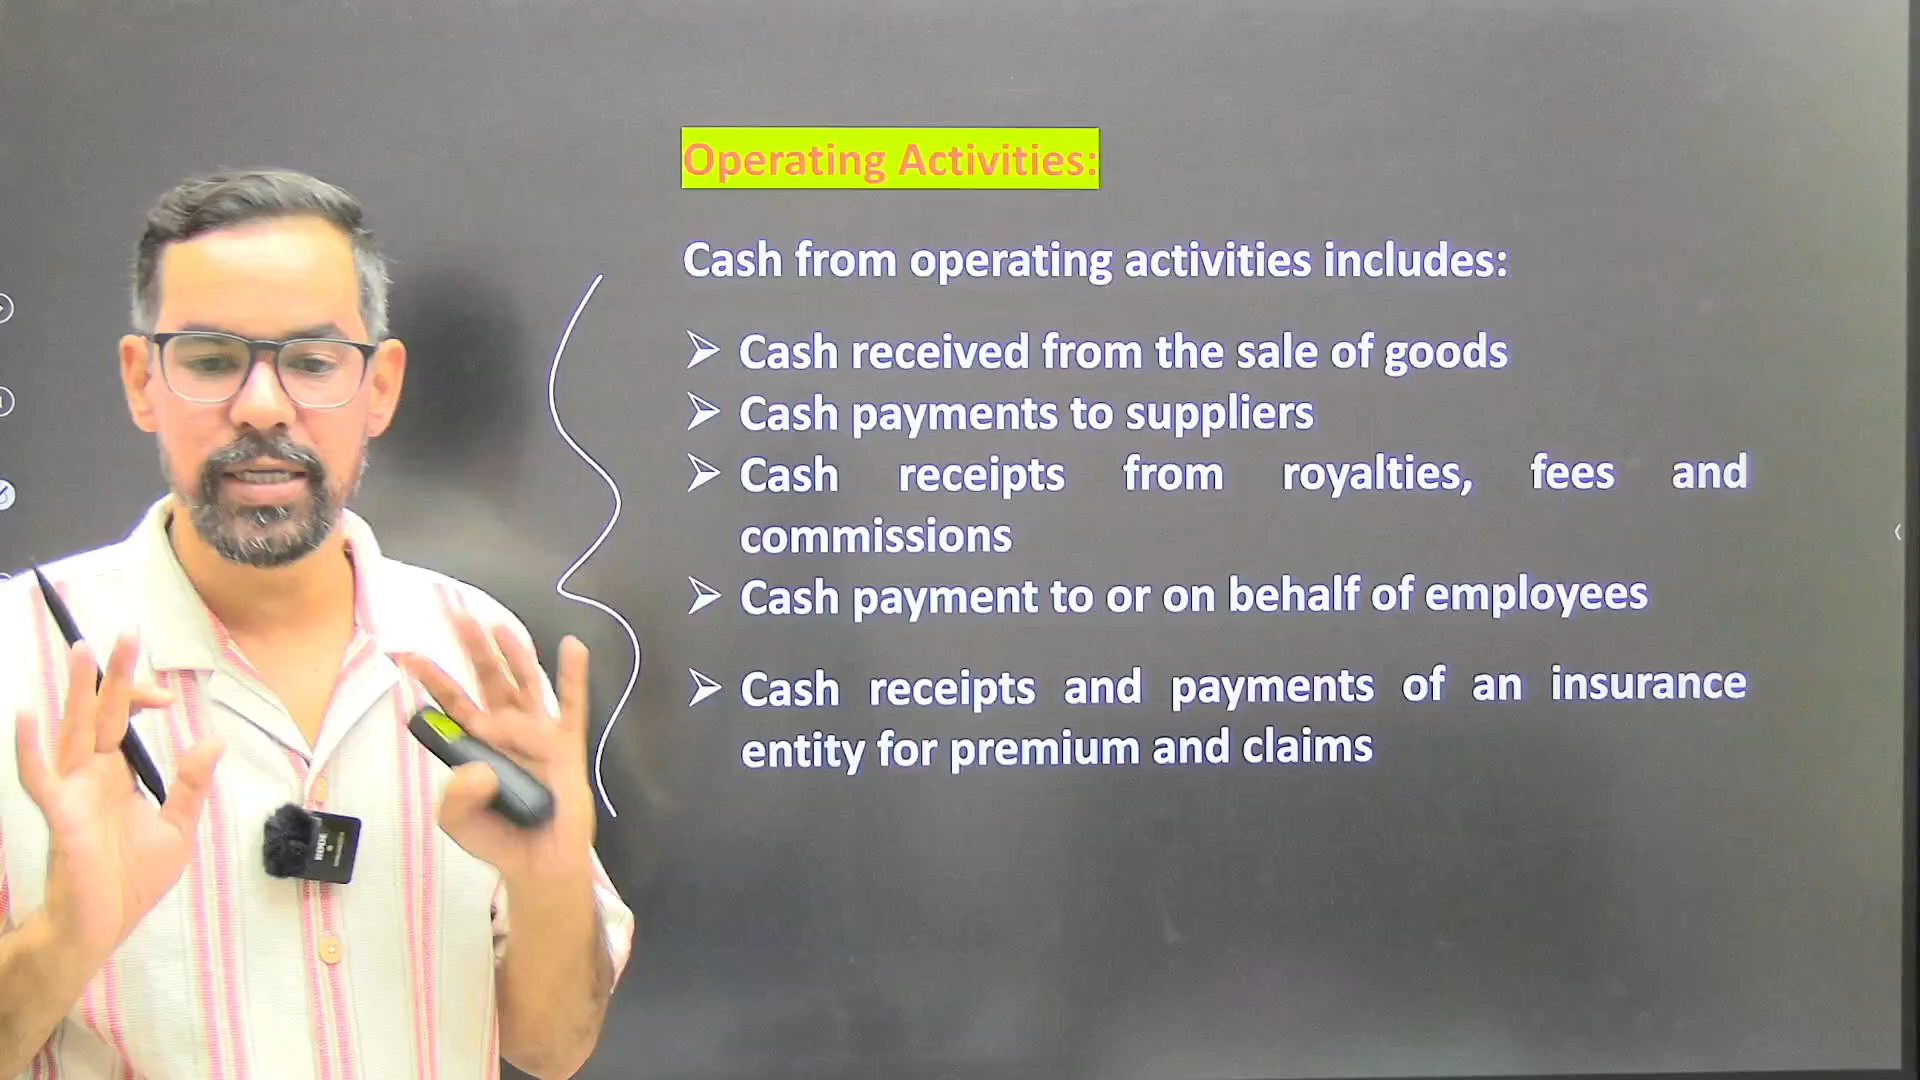 Operating Activities:
Cash from operating activities includes:
➢ Cash received from the sale of goods
➢ Cash payments to suppliers
➢ Cash receipts from royalties, fees and
commissions
➢ Cash payment to or on behalf of employees
➢ Cash receipts and payments of an insurance
entity for premium and claims
RODE